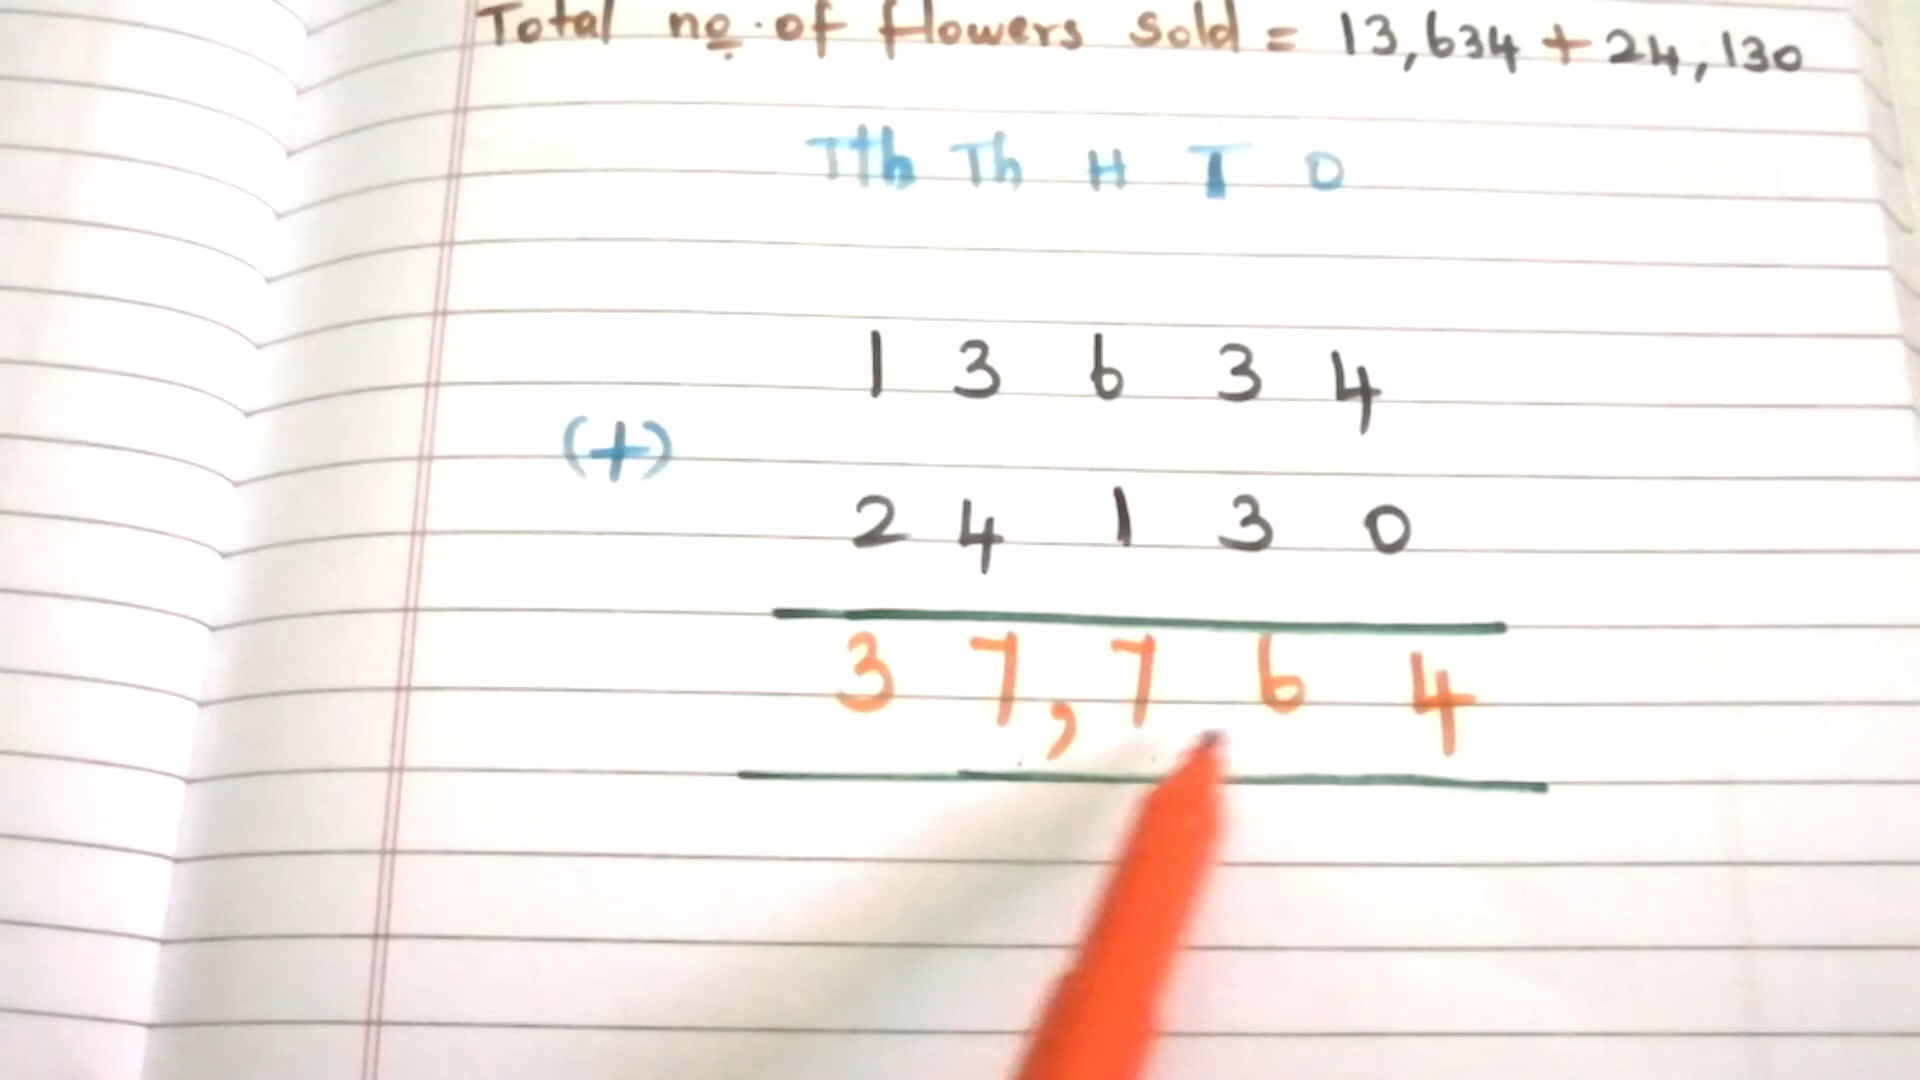 Total no. of flowers sold = 13,634 + 24,130
Tth Th H T O
1 3 6 3 4
(+)
2 4 1 3 0
3 7,7 6 4